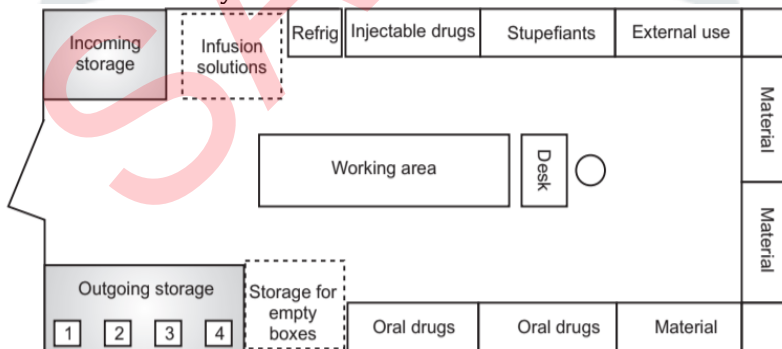 Incoming
storage
Infusion
solutions
Refrig
Injectable drugs
Stupefiants
External use
Material
Working area
Desk
Material
Outgoing storage
1 2 3 4
Storage for
empty
boxes
Oral drugs
Oral drugs
Material